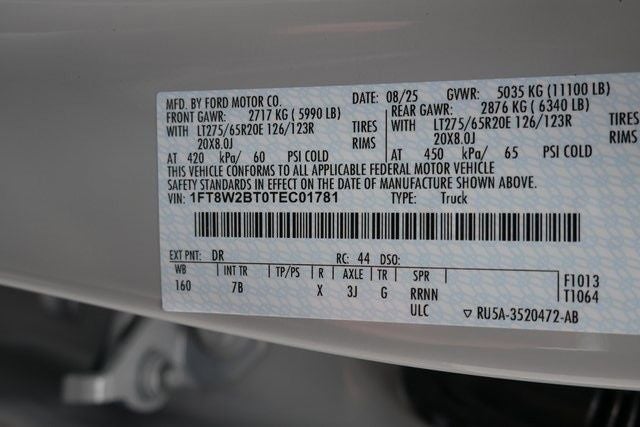 MFD. BY FORD MOTOR CO. DATE: 08/25 GVWR: 5035 KG (11100 LB)
FRONT GAWR: 2717 KG ( 5990 LB) REAR GAWR: 2876 KG ( 6340 LB)
WITH LT275/65R20E 126/123R TIRES WITH LT275/65R20E 126/123R TIRES
20X8.0J RIMS 20X8.0J RIMS
AT 420 kPa/ 60 PSI COLD AT 450 kPa/ 65 PSI COLD
THIS VEHICLE CONFORMS TO ALL APPLICABLE FEDERAL MOTOR VEHICLE
SAFETY STANDARDS IN EFFECT ON THE DATE OF MANUFACTURE SHOWN ABOVE.
VIN: 1FT8W2BT0TEC01781 TYPE: Truck
EXT PNT: DR RC: 44 DSO:
WB INT TR TP/PS R AXLE TR SPR F1013
160 7B X 3J G RRNN T1064
ULC ▽ RU5A-3520472-AB